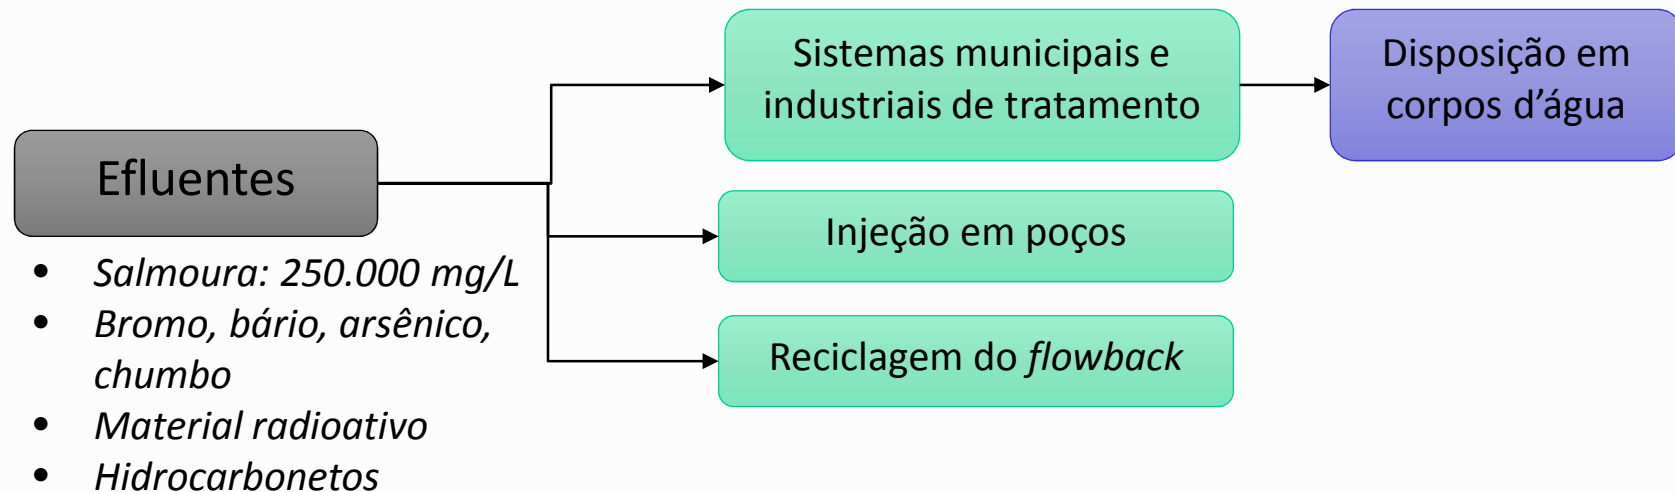 Sistemas municipais e
industriais de tratamento
Disposição em
corpos d’água
Efluentes
Injeção em poços
• Salmoura: 250.000 mg/L
• Bromo, bário, arsênico,
chumbo
• Material radioativo
• Hidrocarbonetos
Reciclagem do flowback